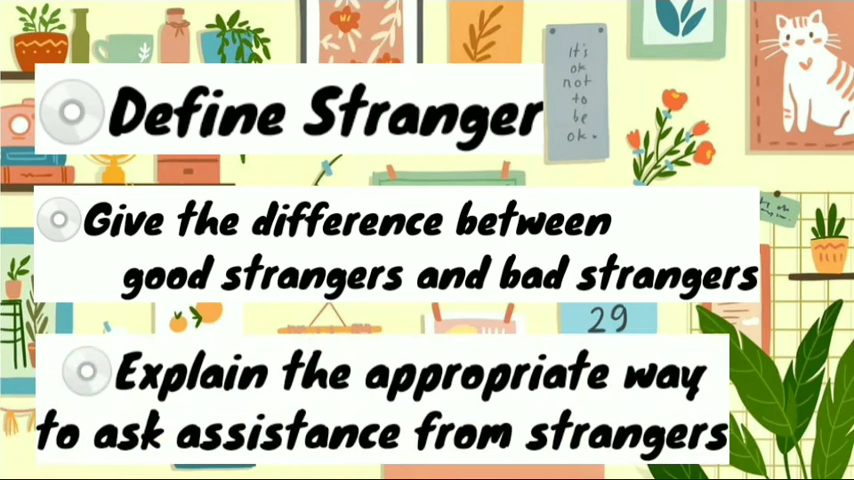 Define Stranger
Give the difference between
good strangers and bad strangers
Explain the appropriate way
to ask assistance from strangers
It's
ok
not
to
be
ok.
29